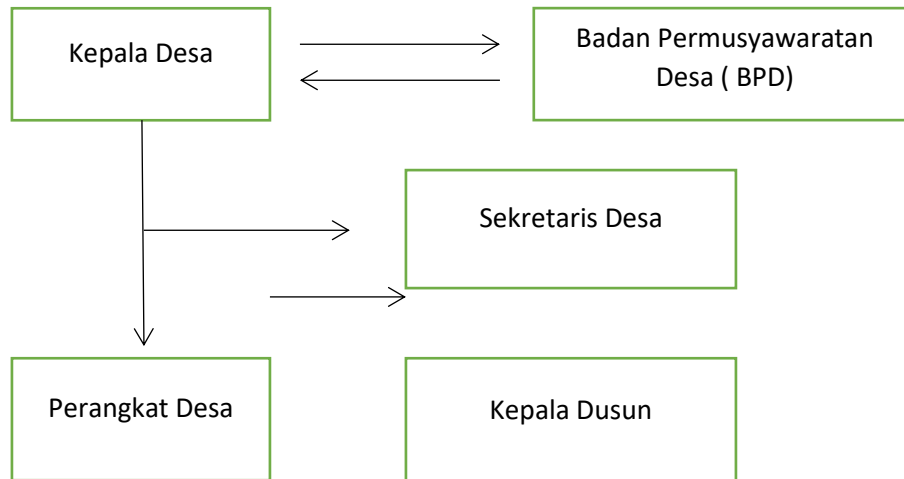 Kepala Desa
Badan Permusyawaratan
Desa ( BPD)
Sekretaris Desa
Perangkat Desa
Kepala Dusun